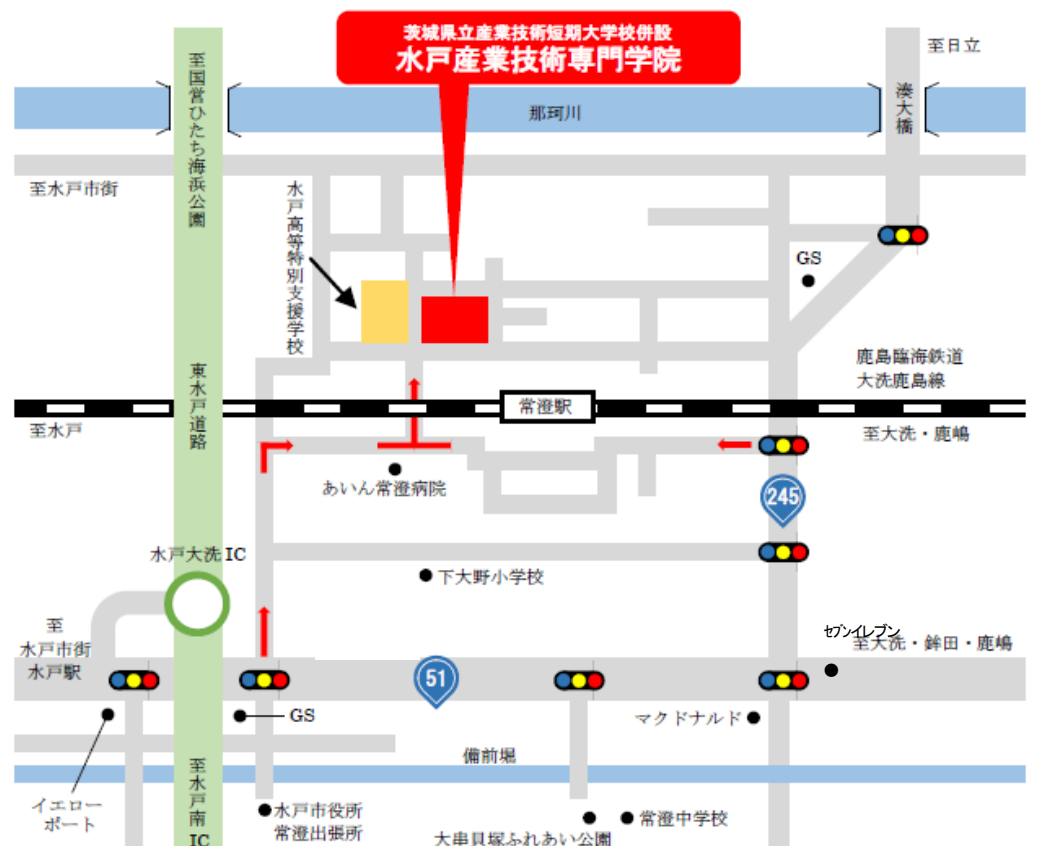 茨城県立産業技術短期大学校併設
水戸産業技術専門学院
至国営ひたち海浜公園
至日立
那珂川
湊大橋
至水戸市街
水戸高等特別支援学校
GS
東水戸道路
鹿島臨海鉄道
大洗鹿島線
常澄駅
至水戸
至大洗・鹿嶋
あいん常澄病院
245
水戸大洗 IC
下大野小学校
至
水戸市街
水戸駅
セブンイレブン
至大洗・鉾田・鹿嶋
51
GS
マクドナルド
備前堀
至水戸南IC
イエロー
ポート
水戸市役所
常澄出張所
常澄中学校
大串貝塚ふれあい公園